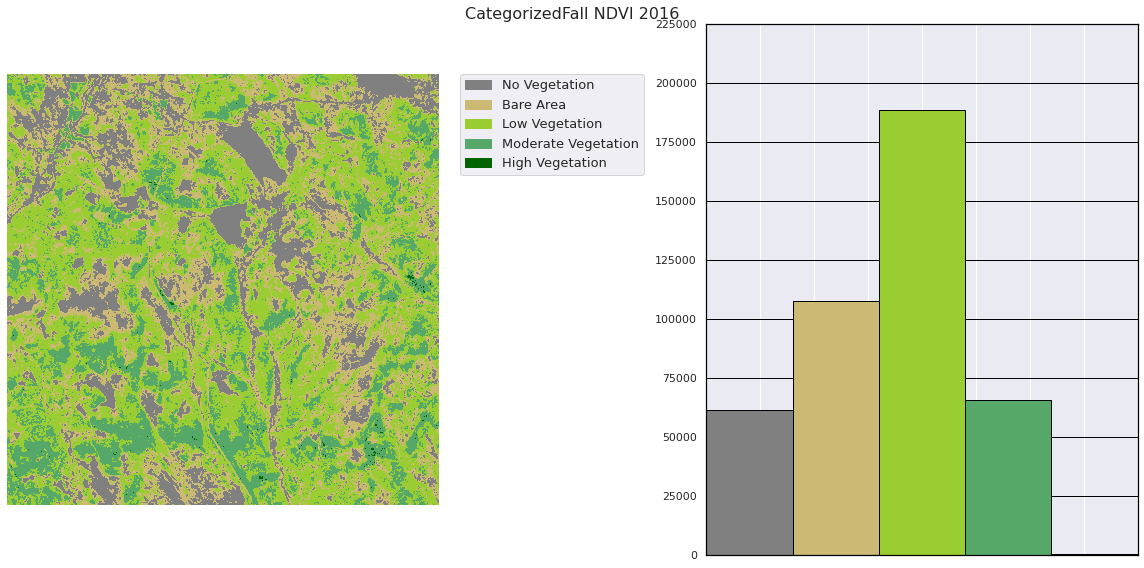 CategorizedFall NDVI 2016
No Vegetation
Bare Area
Low Vegetation
Moderate Vegetation
High Vegetation
225000
200000
175000
150000
125000
100000
75000
50000
25000
0